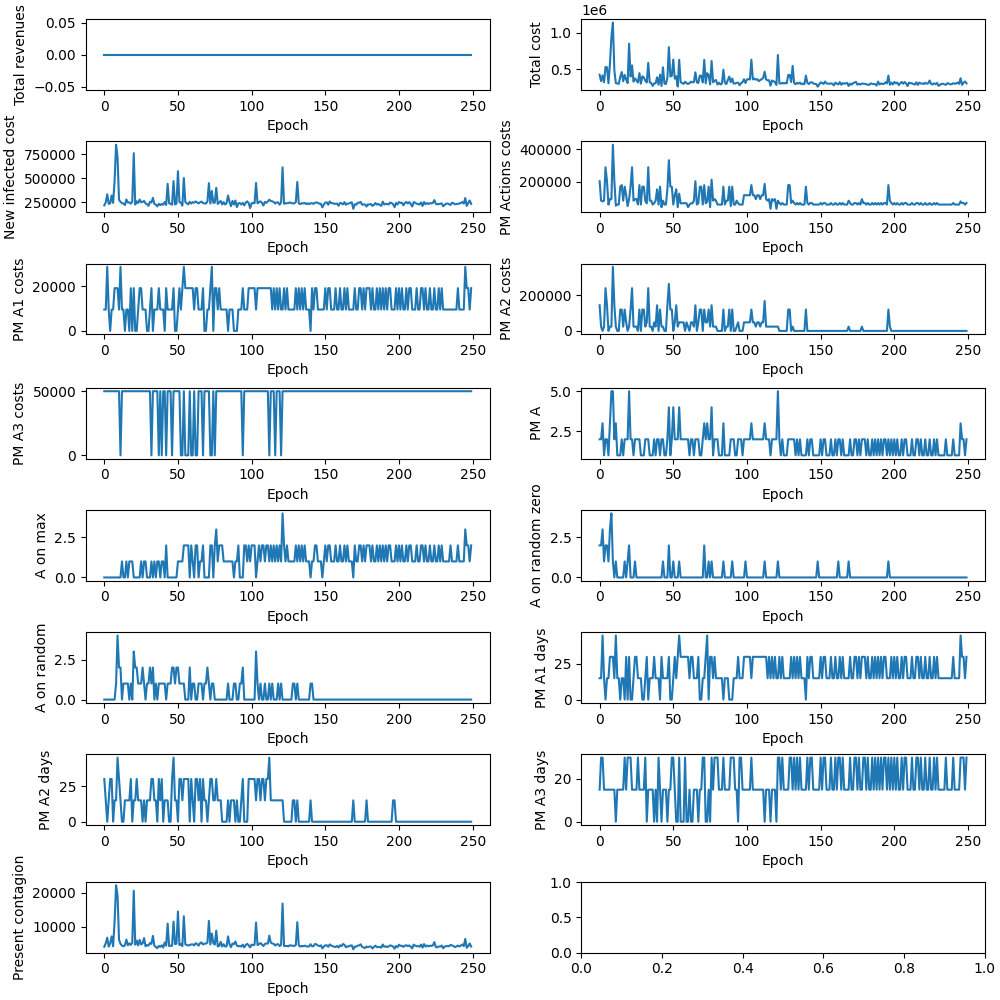 Total revenues
0.05
0.00
−0.05
0 50 100 150 200 250
Epoch
1e6
Total cost
1.0
0.5
0 50 100 150 200 250
Epoch
New infected cost
750000
500000
250000
0 50 100 150 200 250
Epoch
PM Actions costs
400000
200000
0 50 100 150 200 250
Epoch
PM A1 costs
20000
0
0 50 100 150 200 250
Epoch
PM A2 costs
200000
0
0 50 100 150 200 250
Epoch
PM A3 costs
50000
0
0 50 100 150 200 250
Epoch
PM A
5.0
2.5
0 50 100 150 200 250
Epoch
A on max
2.5
0.0
0 50 100 150 200 250
Epoch
A on random zero
2.5
0.0
0 50 100 150 200 250
Epoch
A on random
2.5
0.0
0 50 100 150 200 250
Epoch
PM A1 days
25
0
0 50 100 150 200 250
Epoch
PM A2 days
25
0
0 50 100 150 200 250
Epoch
PM A3 days
20
0
0 50 100 150 200 250
Epoch
Present contagion
20000
10000
0 50 100 150 200 250
Epoch
1.0
0.5
0.0
0.0 0.2 0.4 0.6 0.8 1.0